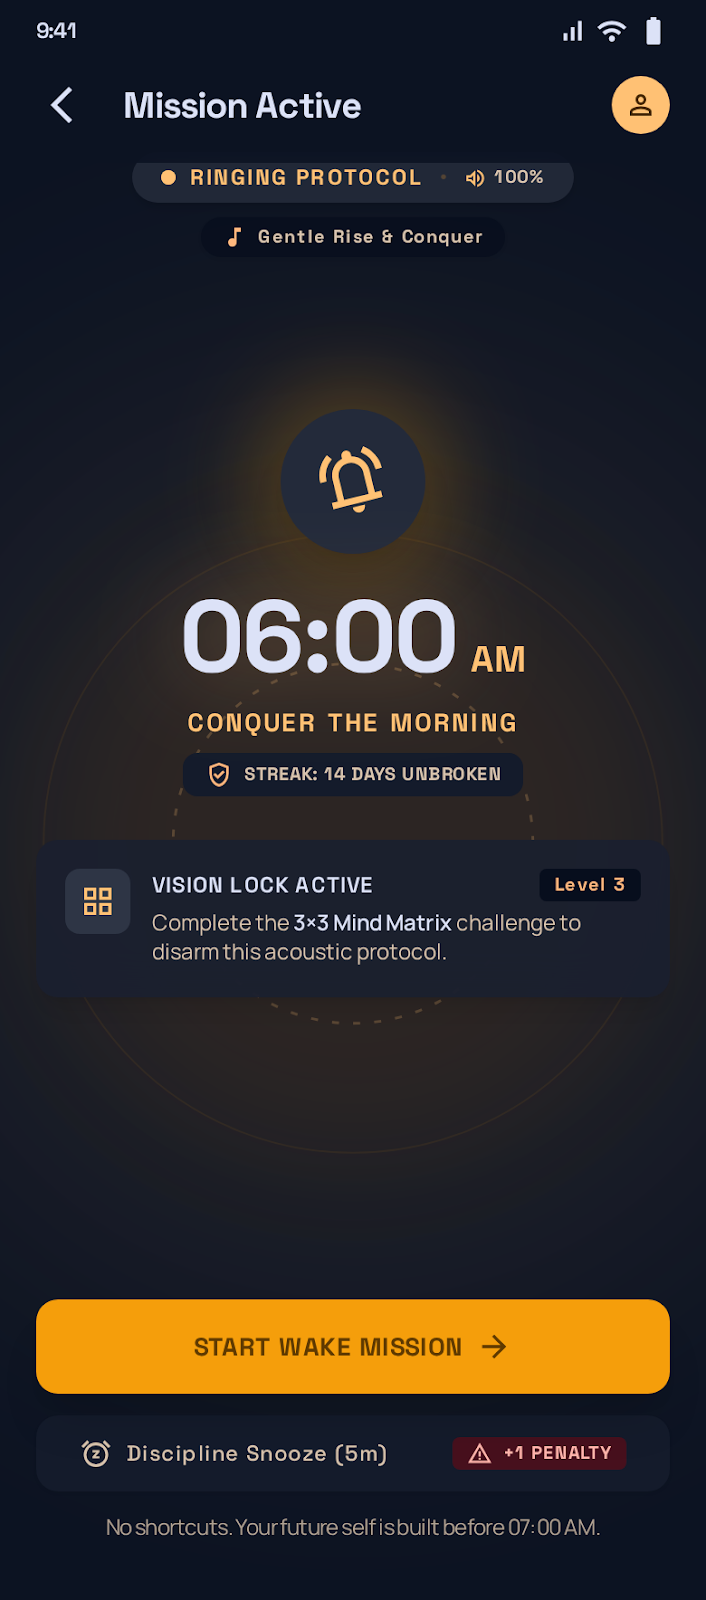 9:41
Mission Active
RINGING PROTOCOL • 100%
Gentle Rise & Conquer
06:00 AM
CONQUER THE MORNING
STREAK: 14 DAYS UNBROKEN
VISION LOCK ACTIVE
Level 3
Complete the 3×3 Mind Matrix challenge to
disarm this acoustic protocol.
START WAKE MISSION →
Discipline Snooze (5m)
+1 PENALTY
No shortcuts. Your future self is built before 07:00 AM.